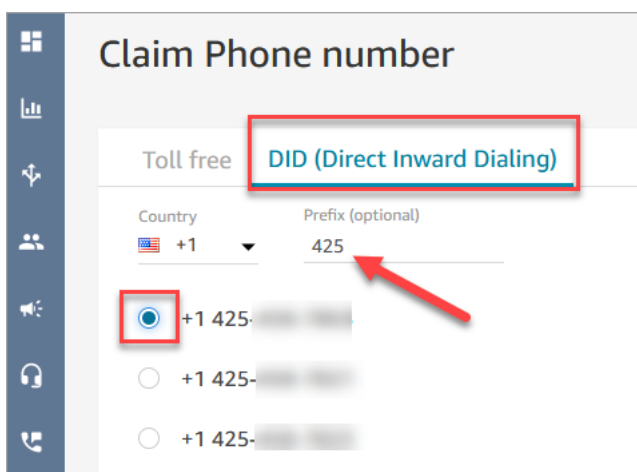 Claim Phone number
Toll free DID (Direct Inward Dialing)
Country Prefix (optional)
+1 425
+1 425-
+1 425-
+1 425-